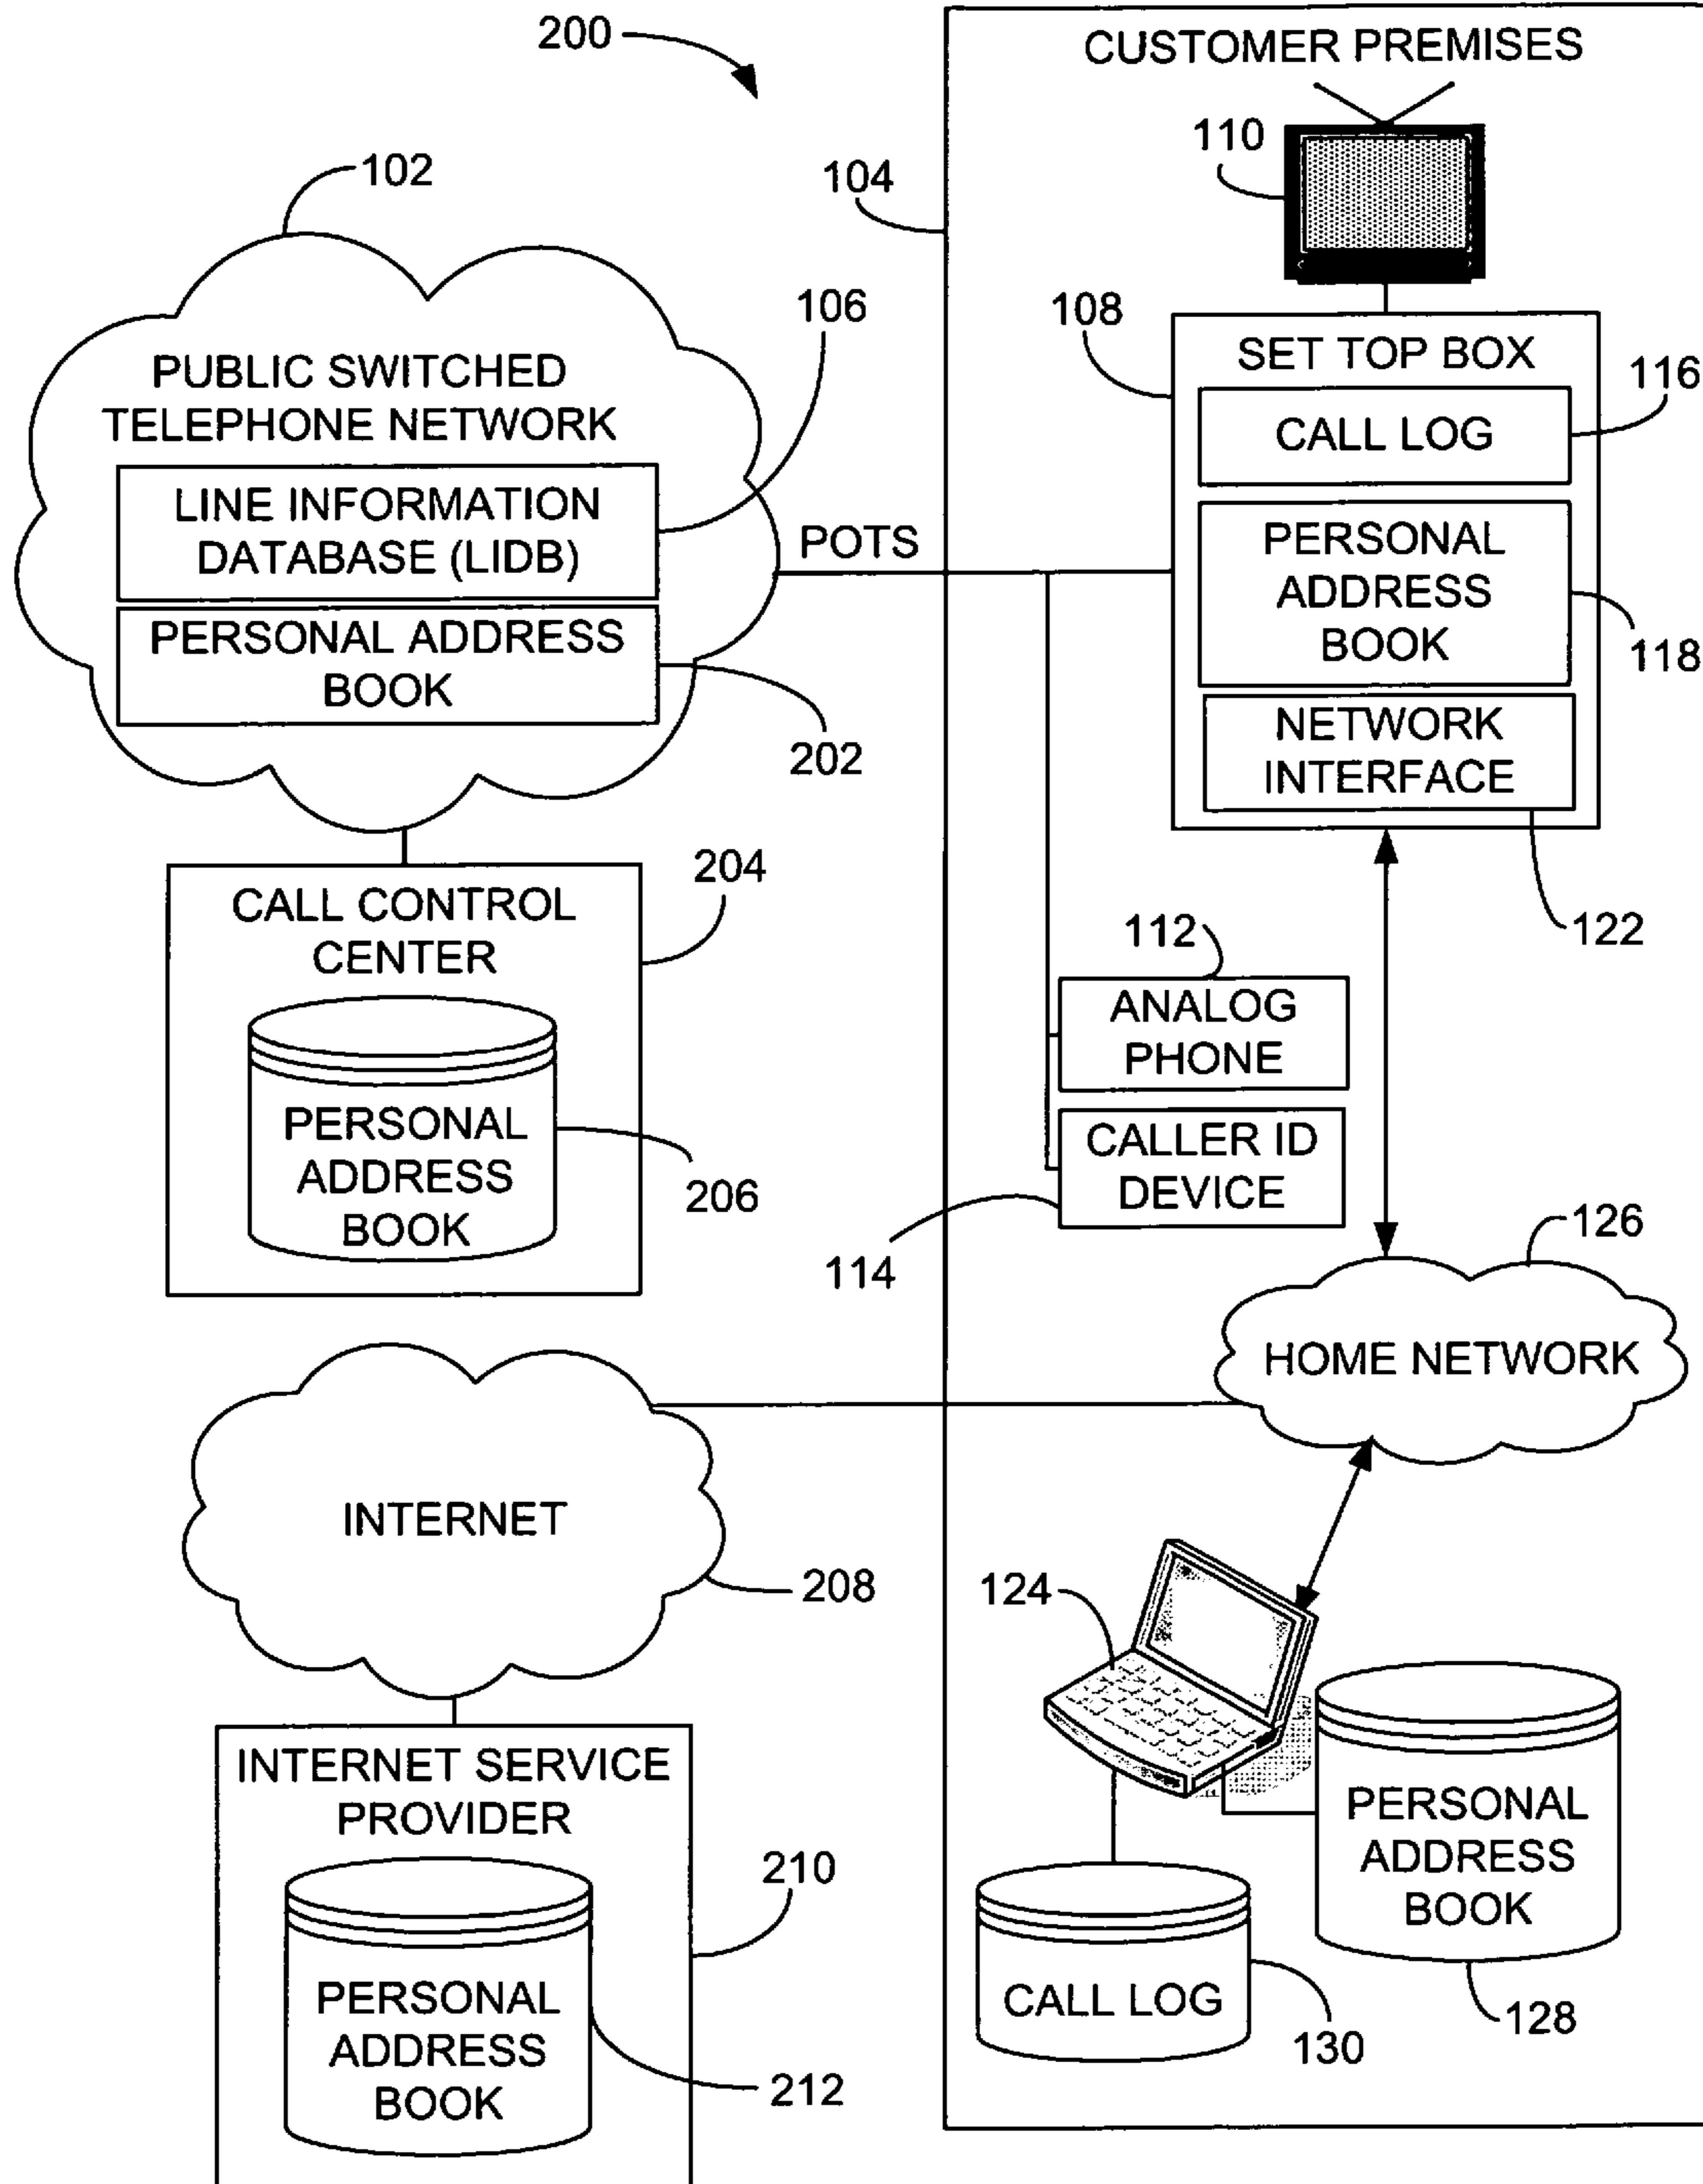 200
CUSTOMER PREMISES
110
102
104
106
108
SET TOP BOX
116
CALL LOG
PUBLIC SWITCHED
TELEPHONE NETWORK
LINE INFORMATION
DATABASE (LIDB)
POTS
PERSONAL
ADDRESS
BOOK
118
PERSONAL ADDRESS
BOOK
202
NETWORK
INTERFACE
122
CALL CONTROL
CENTER
204
112
ANALOG
PHONE
PERSONAL
ADDRESS
BOOK
206
CALLER ID
DEVICE
114
126
HOME NETWORK
INTERNET
208
124
INTERNET SERVICE
PROVIDER
210
PERSONAL
ADDRESS
BOOK
128
CALL LOG
130
PERSONAL
ADDRESS
BOOK
212